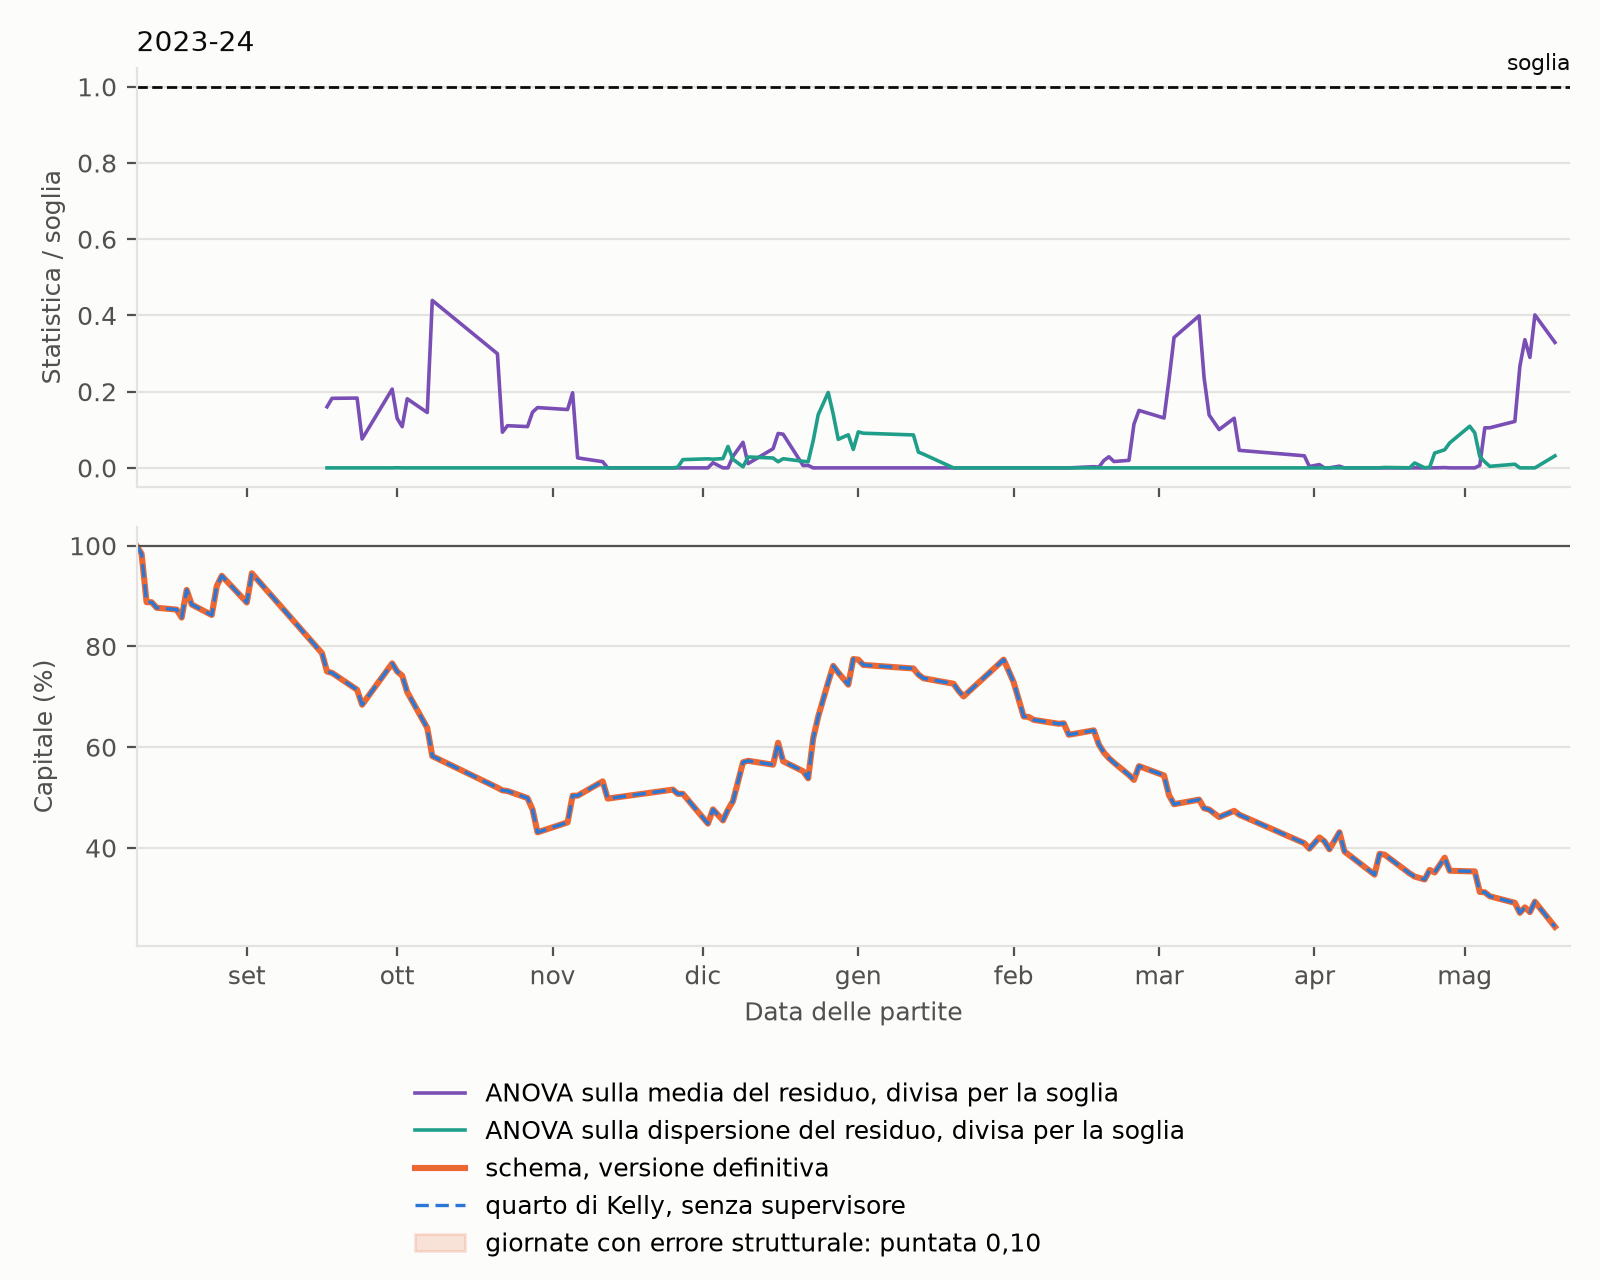 2023-24
soglia
1.0
0.8
0.6
0.4
0.2
0.0
Statistica / soglia
100
80
60
40
Capitale (%)
set ott nov dic gen feb mar apr mag
Data delle partite
ANOVA sulla media del residuo, divisa per la soglia
ANOVA sulla dispersione del residuo, divisa per la soglia
schema, versione definitiva
quarto di Kelly, senza supervisore
giornate con errore strutturale: puntata 0,10